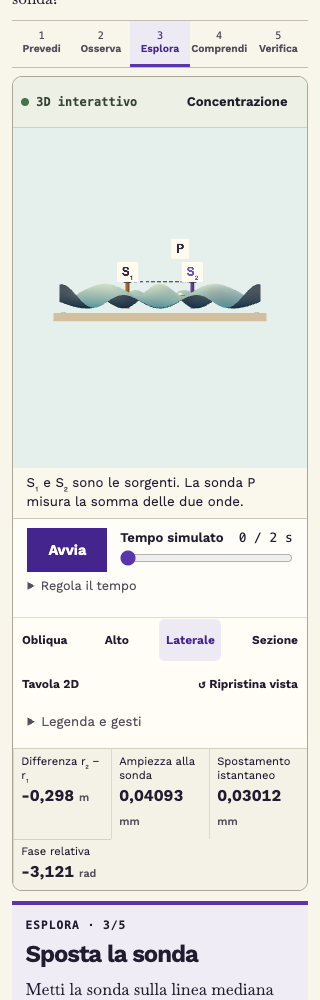 sonda?
1 2 3 4 5
Prevedi Osserva Esplora Comprendi Verifica
3D interattivo Concentrazione
P
S₁ S₂
S₁ e S₂ sono le sorgenti. La sonda P
misura la somma delle due onde.
Avvia
Tempo simulato 0 / 2 s
▶ Regola il tempo
Obliqua Alto Laterale Sezione
Tavola 2D ↺ Ripristina vista
▶ Legenda e gesti
Differenza r₂ −
r₁
-0,298 m
Ampiezza alla
sonda
0,04093
mm
Spostamento
istantaneo
0,03012
mm
Fase relativa
-3,121 rad
ESPLORA · 3/5
Sposta la sonda
Metti la sonda sulla linea mediana